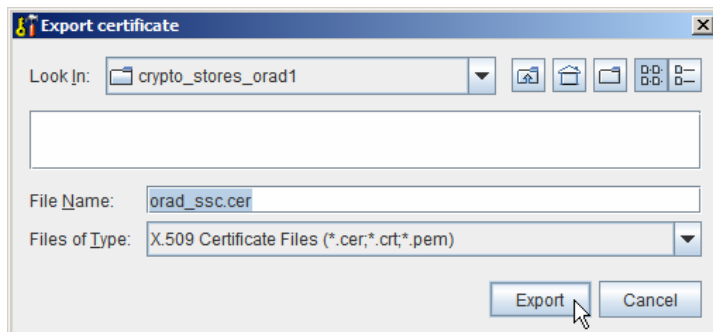 Export certificate
Look In: crypto_stores_orad1
File Name: orad_ssc.cer
Files of Type: X.509 Certificate Files (*.cer;*.crt;*.pem)
Export Cancel